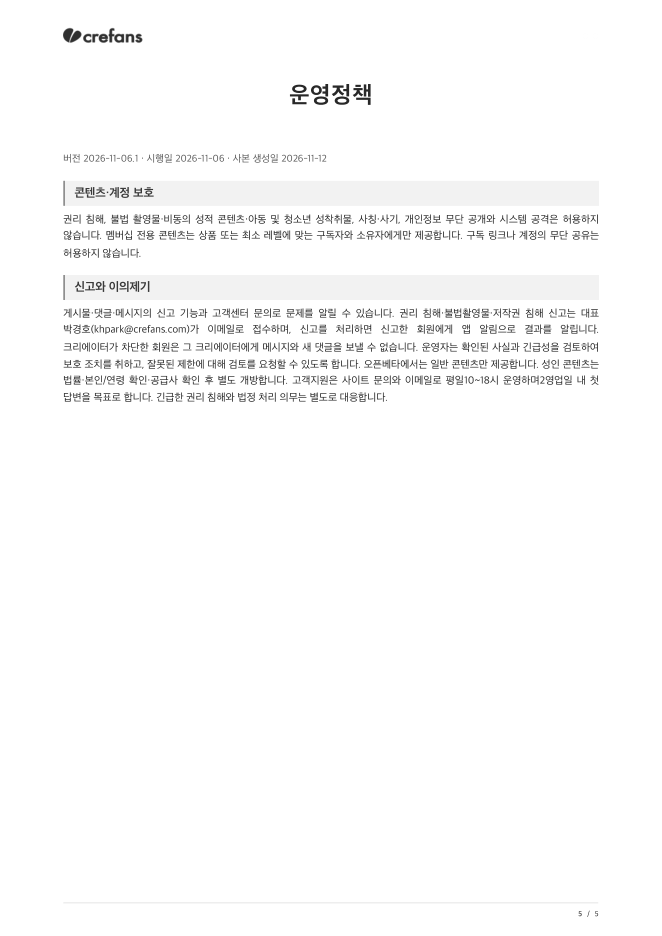 crefans
운영정책
버전 2026-11-06.1 · 시행일 2026-11-06 · 사본 생성일 2026-11-12
콘텐츠·계정 보호
권리 침해, 불법 촬영물·비동의 성적 콘텐츠·아동 및 청소년 성착취물, 사칭·사기, 개인정보 무단 공개와 시스템 공격은 허용하지
않습니다. 멤버십 전용 콘텐츠는 상품 또는 최소 레벨에 맞는 구독자와 소유자에게만 제공합니다. 구독 링크나 계정의 무단 공유는
허용하지 않습니다.
신고와 이의제기
게시물·댓글·메시지의 신고 기능과 고객센터 문의로 문제를 알릴 수 있습니다. 권리 침해·불법촬영물·저작권 침해 신고는 대표
박경호(khpark@crefans.com)가 이메일로 접수하며, 신고를 처리하면 신고한 회원에게 앱 알림으로 결과를 알립니다.
크리에이터가 차단한 회원은 그 크리에이터에게 메시지와 새 댓글을 보낼 수 없습니다. 운영자는 확인된 사실과 긴급성을 검토하여
보호 조치를 취하고, 잘못된 제한에 대해 검토를 요청할 수 있도록 합니다. 오픈베타에서는 일반 콘텐츠만 제공합니다. 성인 콘텐츠는
법률·본인/연령 확인·공급사 확인 후 별도 개방합니다. 고객지원은 사이트 문의와 이메일로 평일10~18시 운영하며2영업일 내 첫
답변을 목표로 합니다. 긴급한 권리 침해와 법정 처리 의무는 별도로 대응합니다.
5 / 5